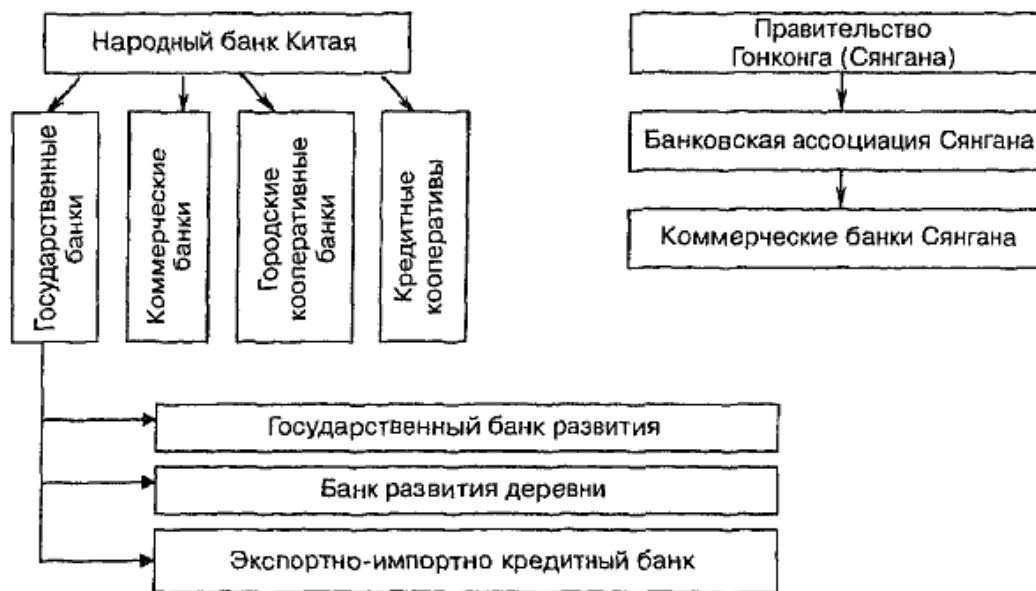 Народный банк Китая
Государственные
банки
Коммерческие
банки
Городские
кооперативные
банки
Кредитные
кооперативы
Государственный банк развития
Банк развития деревни
Экспортно-импортно кредитный банк
Правительство
Гонконга (Сянгана)
Банковская ассоциация Сянгана
Коммерческие банки Сянгана